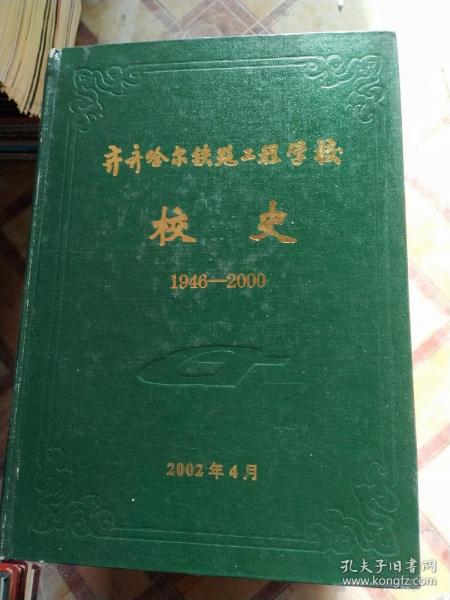 齐齐哈尔铁路工程学校
校史
1946—2000
2002年4月
孔夫子旧书网
www.kongfz.com